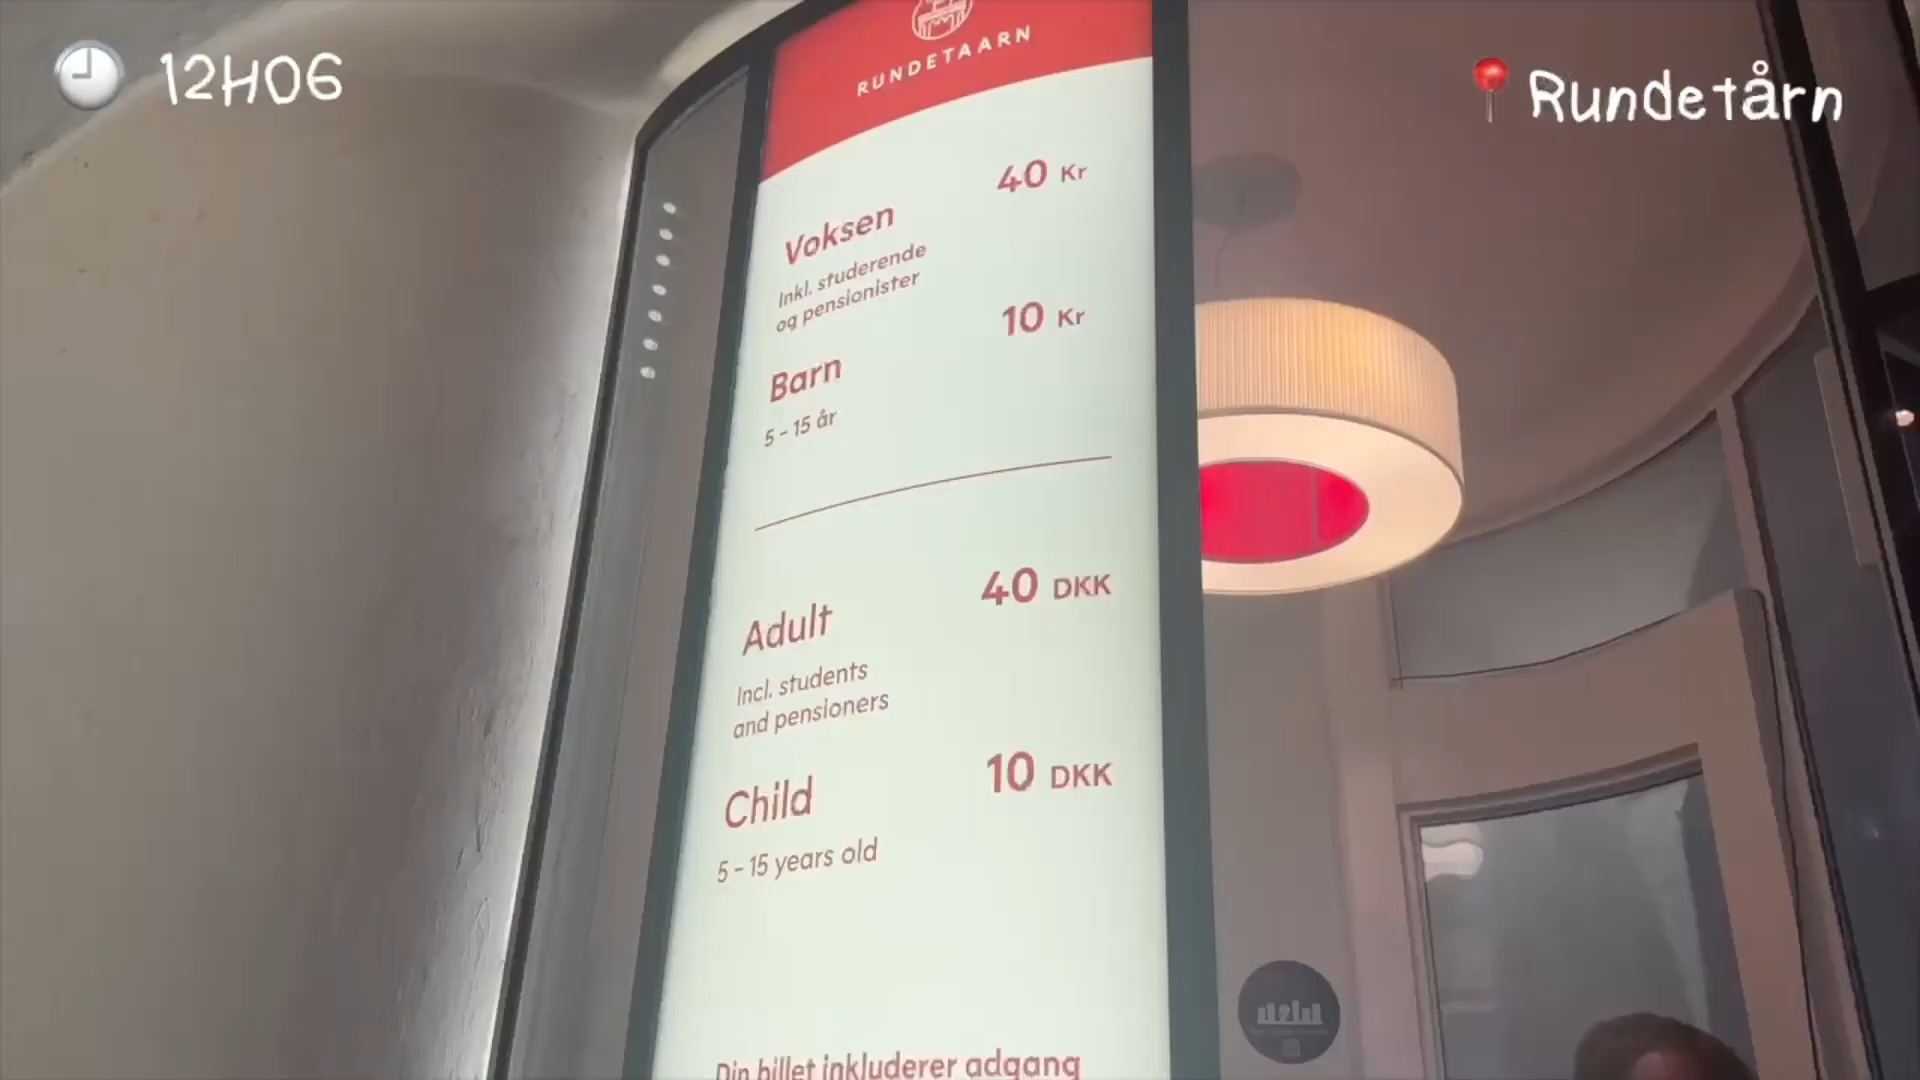 12H06
Rundetårn
RUNDETAARN
40 Kr
Voksen
Inkl. studerende
og pensionister
10 Kr
Barn
5 - 15 år
40 DKK
Adult
Incl. students
and pensioners
10 DKK
Child
5 - 15 years old
Din billet inkluderer adgang